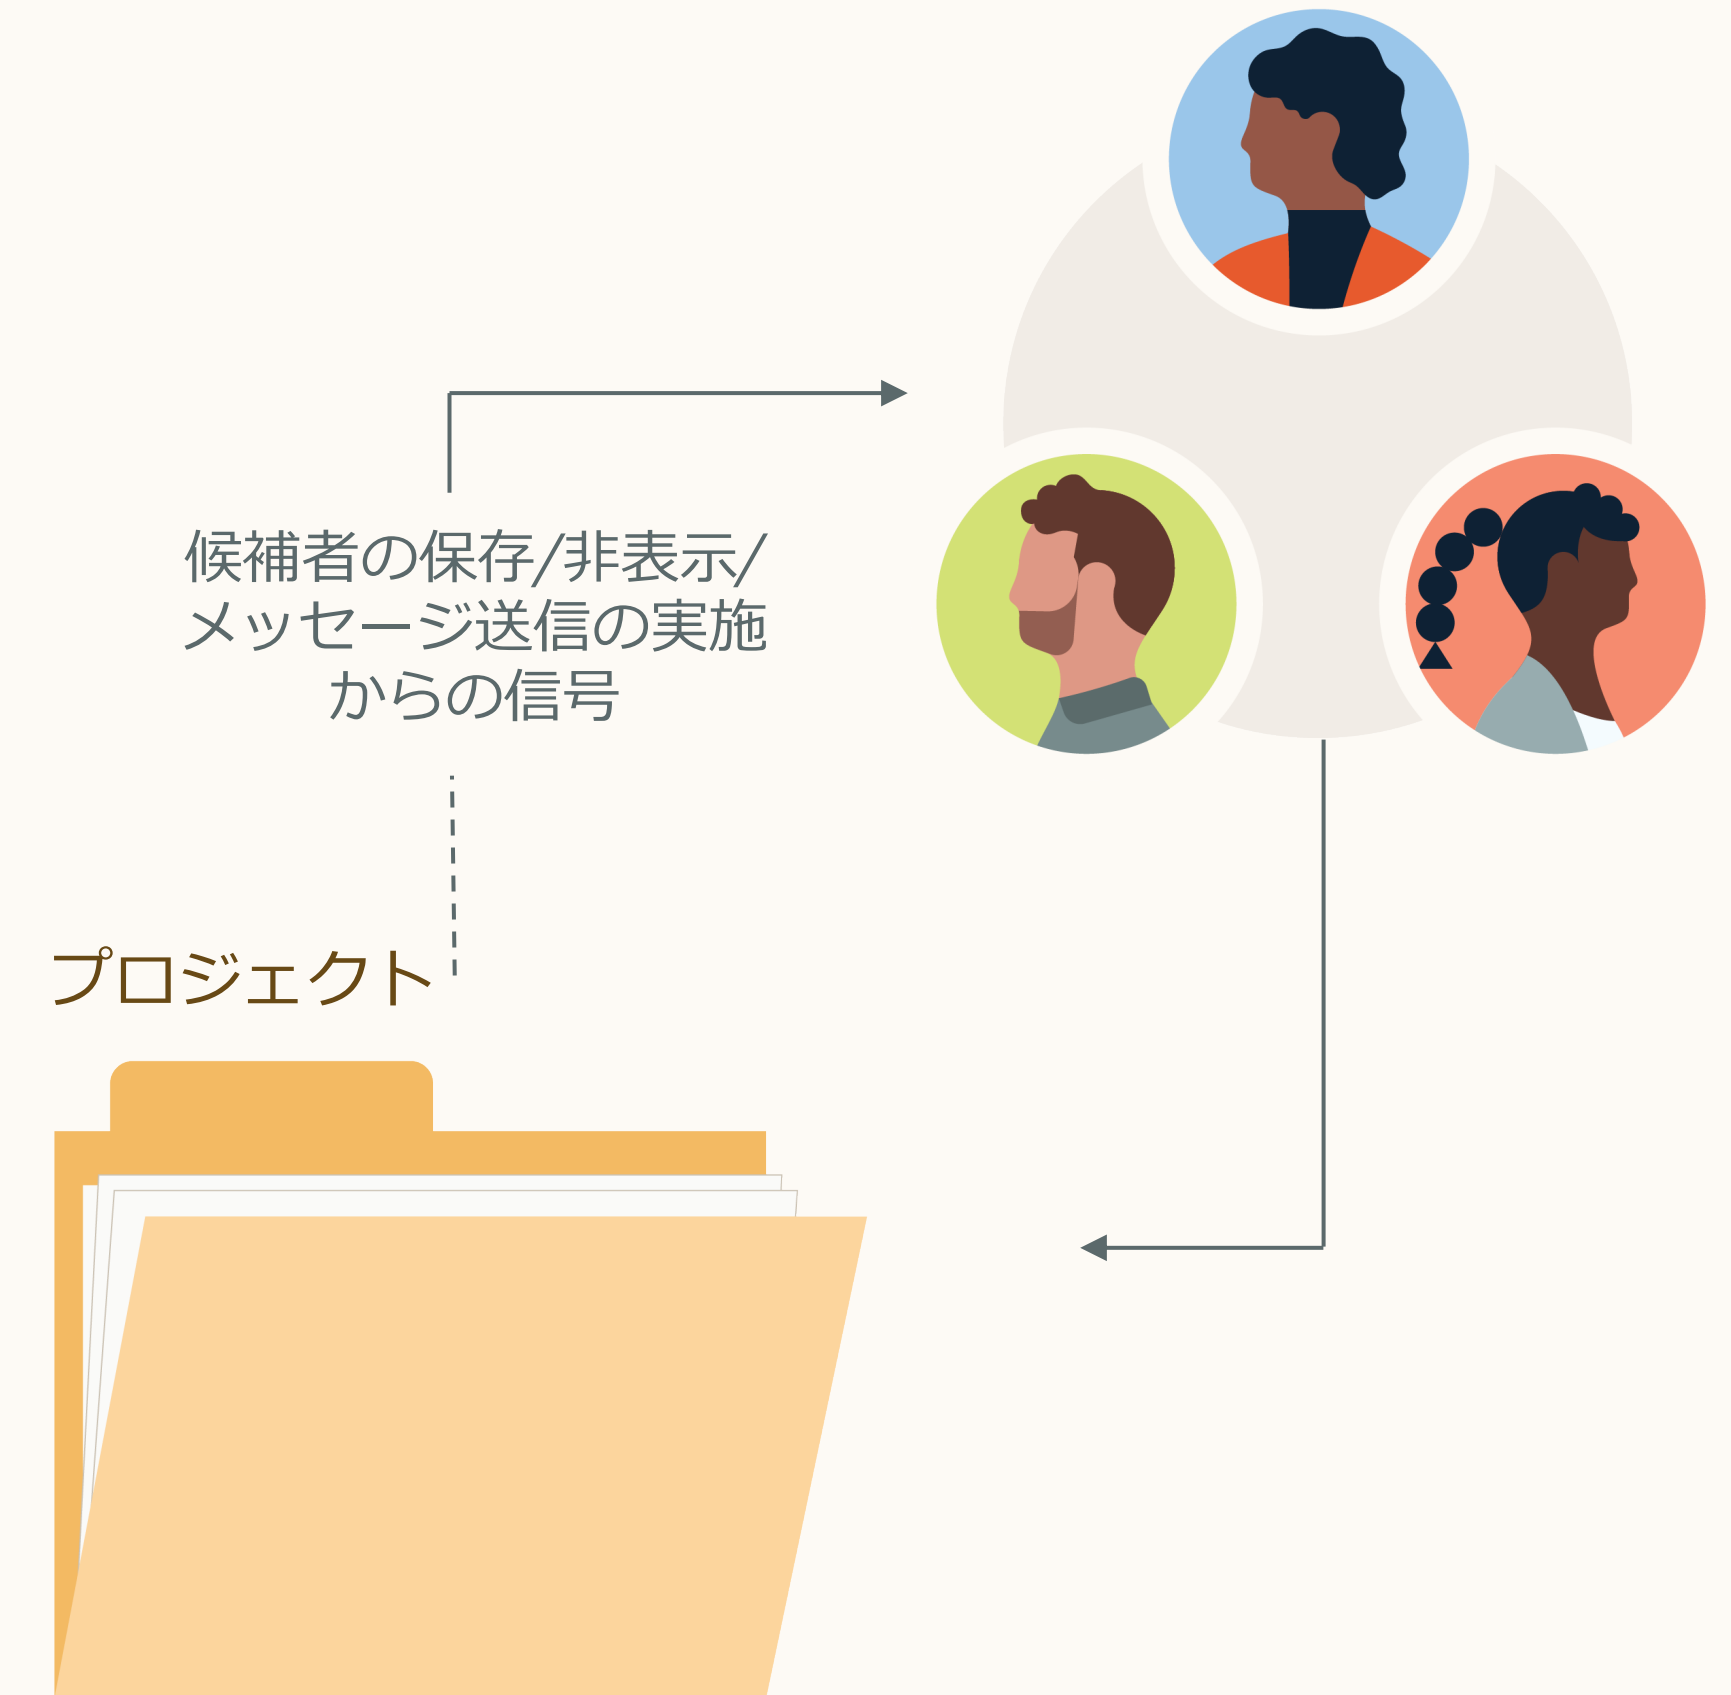 候補者の保存/非表示/
メッセージ送信の実施
からの信号
プロジェクト